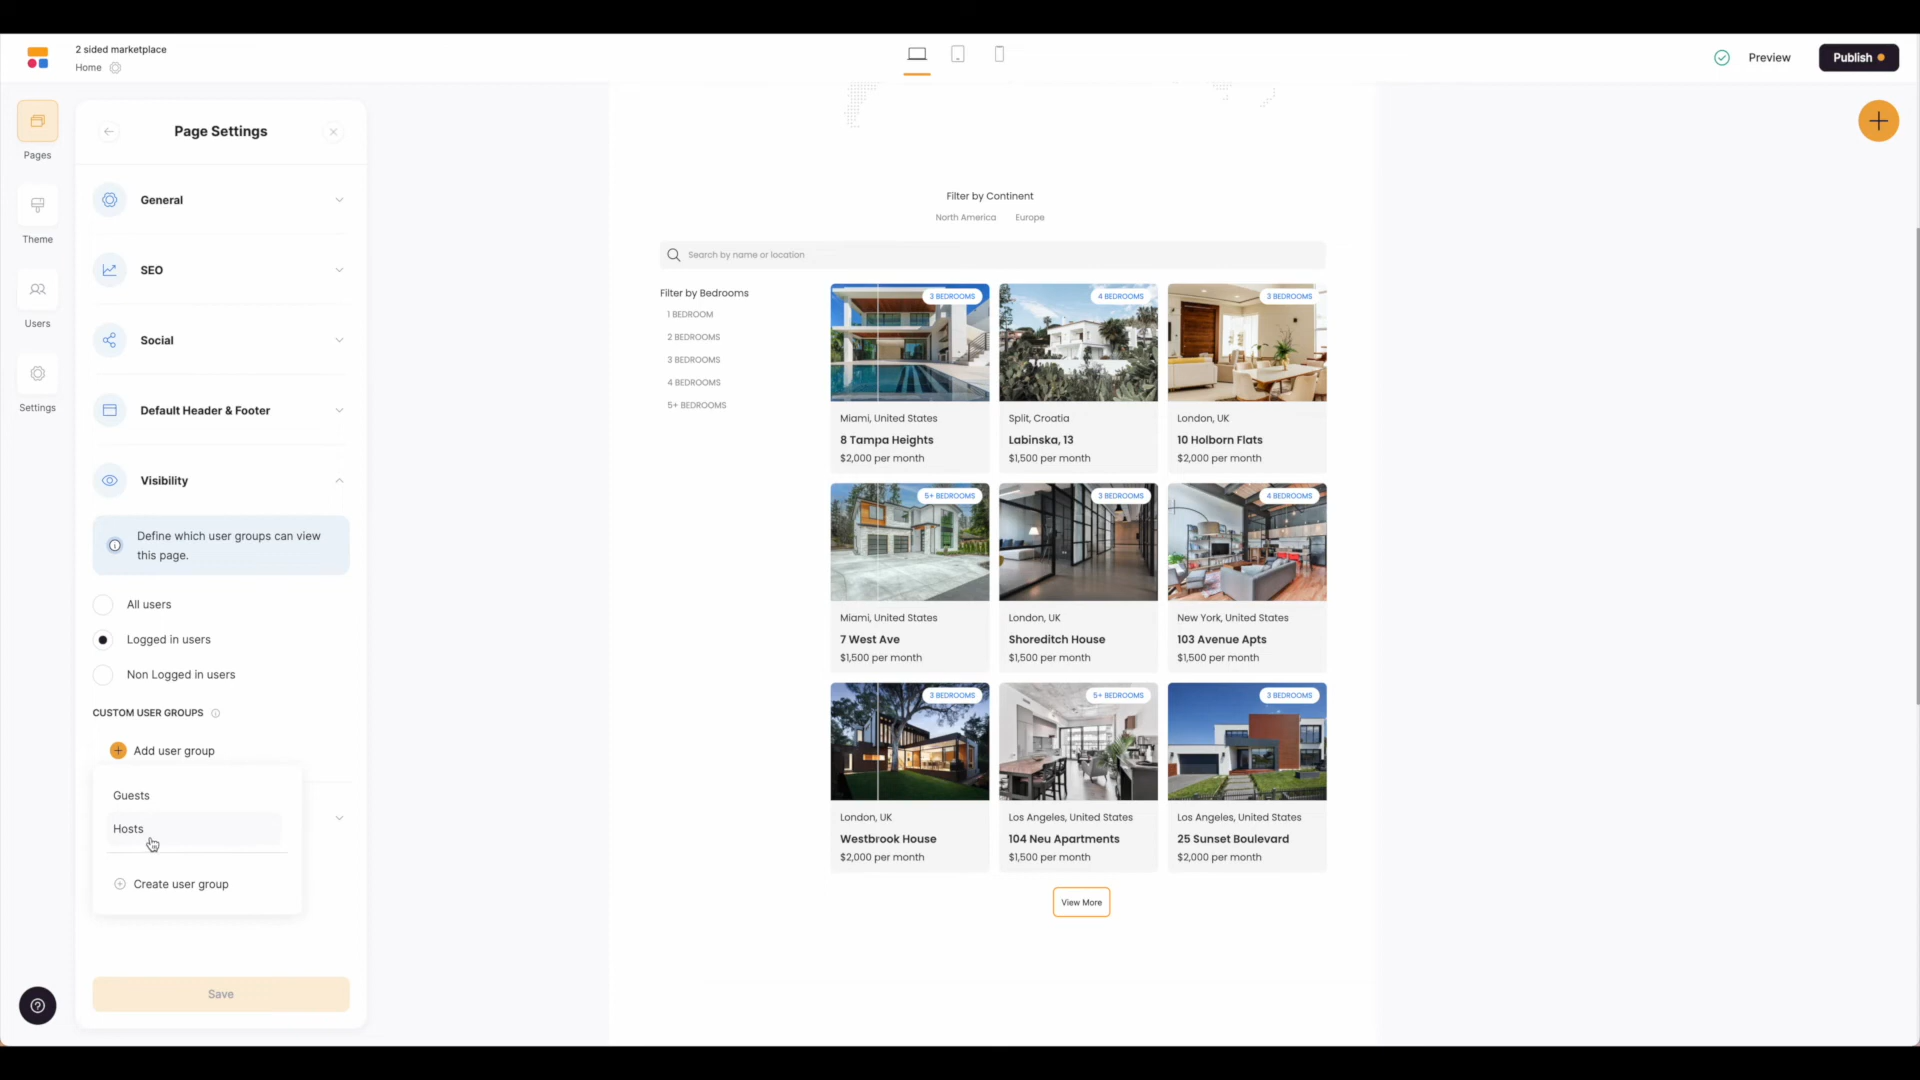 2 sided marketplace
Home
Preview
Publish
Pages
Theme
Users
Settings
Page Settings
General
SEO
Social
Default Header & Footer
Visibility
Define which user groups can view
this page.
All users
Logged in users
Non Logged in users
CUSTOM USER GROUPS
Add user group
Guests
Hosts
Create user group
Save
Filter by Continent
North America Europe
Search by name or location
Filter by Bedrooms
1 BEDROOM
2 BEDROOMS
3 BEDROOMS
4 BEDROOMS
5+ BEDROOMS
3 BEDROOMS
Miami, United States
8 Tampa Heights
$2,000 per month
4 BEDROOMS
Split, Croatia
Labinska, 13
$1,500 per month
3 BEDROOMS
London, UK
10 Holborn Flats
$2,000 per month
5+ BEDROOMS
Miami, United States
7 West Ave
$1,500 per month
3 BEDROOMS
London, UK
Shoreditch House
$1,500 per month
4 BEDROOMS
New York, United States
103 Avenue Apts
$1,500 per month
3 BEDROOMS
London, UK
Westbrook House
$2,000 per month
5+ BEDROOMS
Los Angeles, United States
104 Neu Apartments
$1,500 per month
3 BEDROOMS
Los Angeles, United States
25 Sunset Boulevard
$2,000 per month
View More